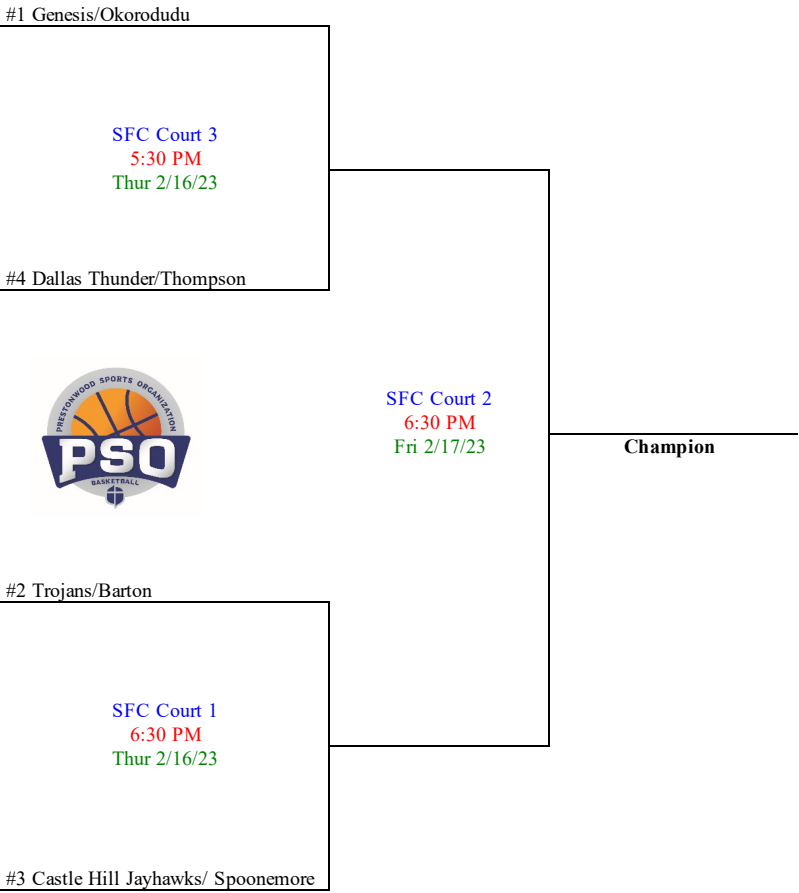 #1 Genesis/Okorodudu
SFC Court 3
5:30 PM
Thur 2/16/23
#4 Dallas Thunder/Thompson
PRESTONWOOD SPORTS ORGANIZATION
PSO
BASKETBALL
SFC Court 2
6:30 PM
Fri 2/17/23
Champion
#2 Trojans/Barton
SFC Court 1
6:30 PM
Thur 2/16/23
#3 Castle Hill Jayhawks/ Spoonemore